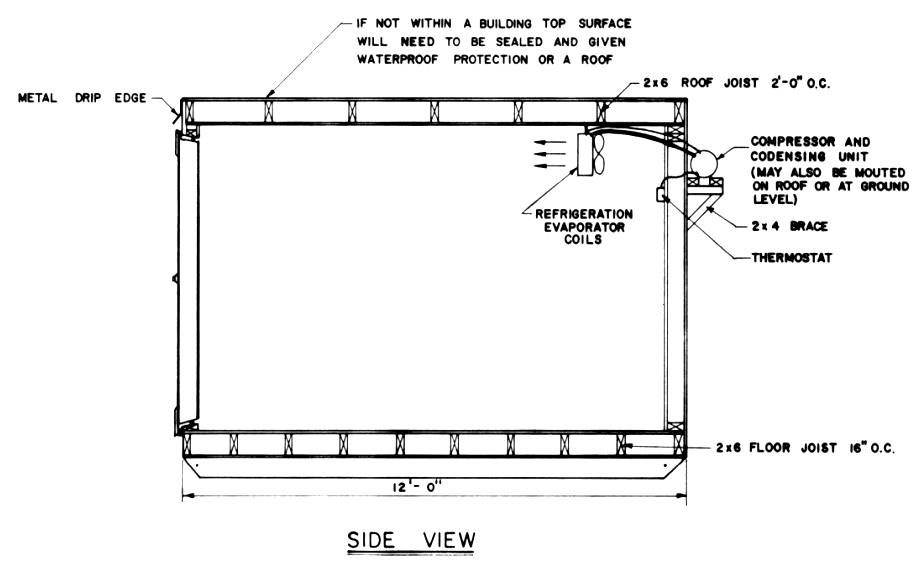 IF NOT WITHIN A BUILDING TOP SURFACE
WILL NEED TO BE SEALED AND GIVEN
WATERPROOF PROTECTION OR A ROOF
2x6 ROOF JOIST 2'-0" O.C.
METAL DRIP EDGE
COMPRESSOR AND
CODENSING UNIT
(MAY ALSO BE MOUTED
ON ROOF OR AT GROUND
LEVEL)
REFRIGERATION
EVAPORATOR
COILS
2x4 BRACE
THERMOSTAT
2x6 FLOOR JOIST 16" O.C.
12'-0"
SIDE VIEW